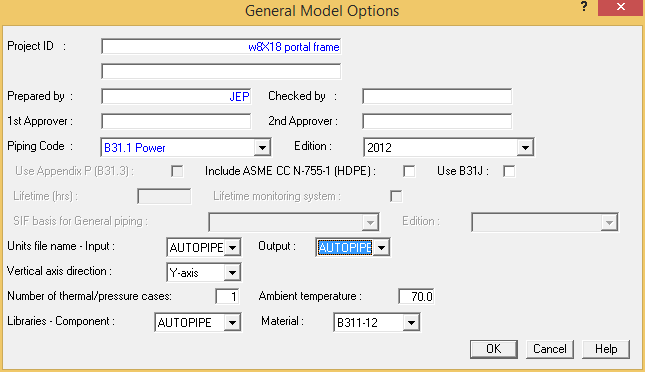 General Model Options
? ×
Project ID : w8X18 portal frame
Prepared by : JEP Checked by :
1st Approver : 2nd Approver :
Piping Code : B31.1 Power Edition : 2012
Use Appendix P (B31.3) : Include ASME CC N-755-1 (HDPE) : Use B31J :
Lifetime (hrs) : Lifetime monitoring system :
SIF basis for General piping : Edition :
Units file name - Input : AUTOPIPE Output : AUTOPIPE
Vertical axis direction : Y-axis
Number of thermal/pressure cases: 1 Ambient temperature : 70.0
Libraries - Component : AUTOPIPE Material : B311-12
OK Cancel Help